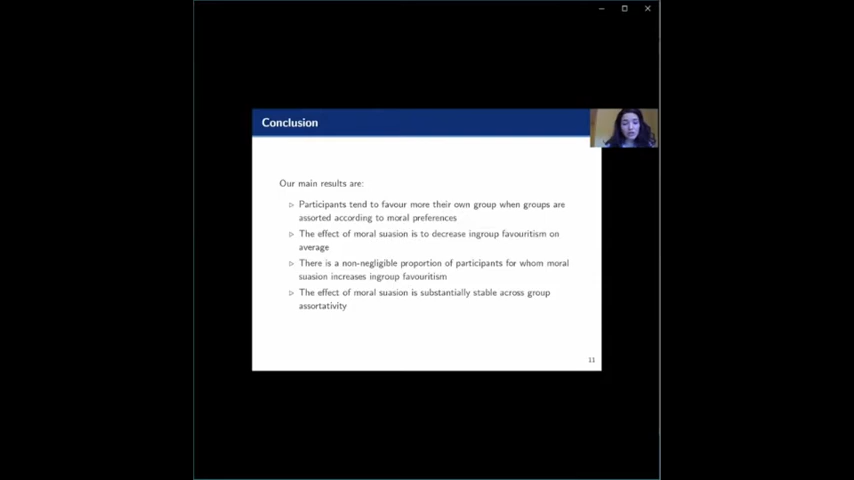 Conclusion
Our main results are:
▷ Participants tend to favour more their own group when groups are
assorted according to moral preferences
▷ The effect of moral suasion is to decrease ingroup favouritism on
average
▷ There is a non-negligible proportion of participants for whom moral
suasion increases ingroup favouritism
▷ The effect of moral suasion is substantially stable across group
assortativity
11